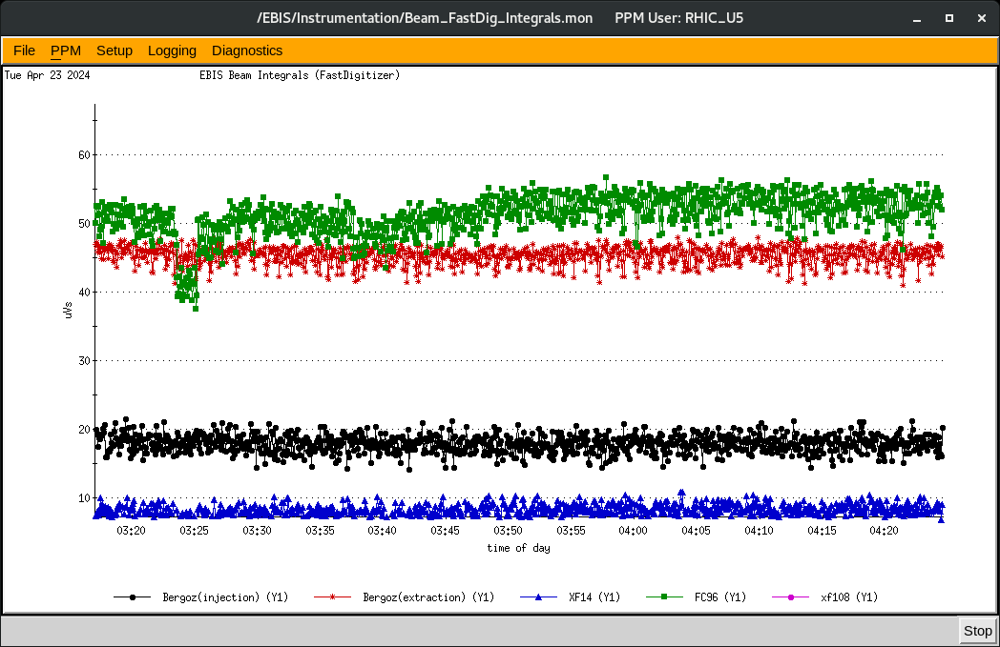 /EBIS/Instrumentation/Beam_FastDig_Integrals.mon PPM User: RHIC_U5
File PPM Setup Logging Diagnostics
Tue Apr 23 2024 EBIS Beam Integrals (FastDigitizer)
60
50
40
30
20
10
uVs
03:20 03:25 03:30 03:35 03:40 03:45 03:50 03:55 04:00 04:05 04:10 04:15 04:20
time of day
Bergoz(injection) (Y1) Bergoz(extraction) (Y1) XF14 (Y1) FC96 (Y1) xf108 (Y1)
Stop